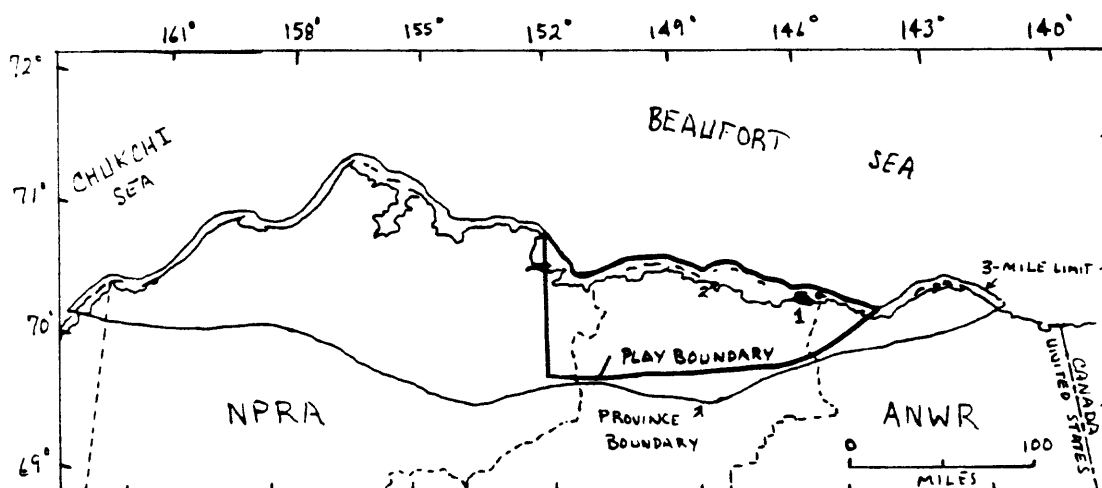 161° 158° 155° 152° 149° 146° 143° 140°
72°
BEAUFORT
SEA
CHUKCHI
SEA
71°
3-MILE LIMIT
2
1
70°
PLAY BOUNDARY
UNITED STATES
CANADA
NPRA
PROVINCE
BOUNDARY
ANWR
0 100
MILES
69°